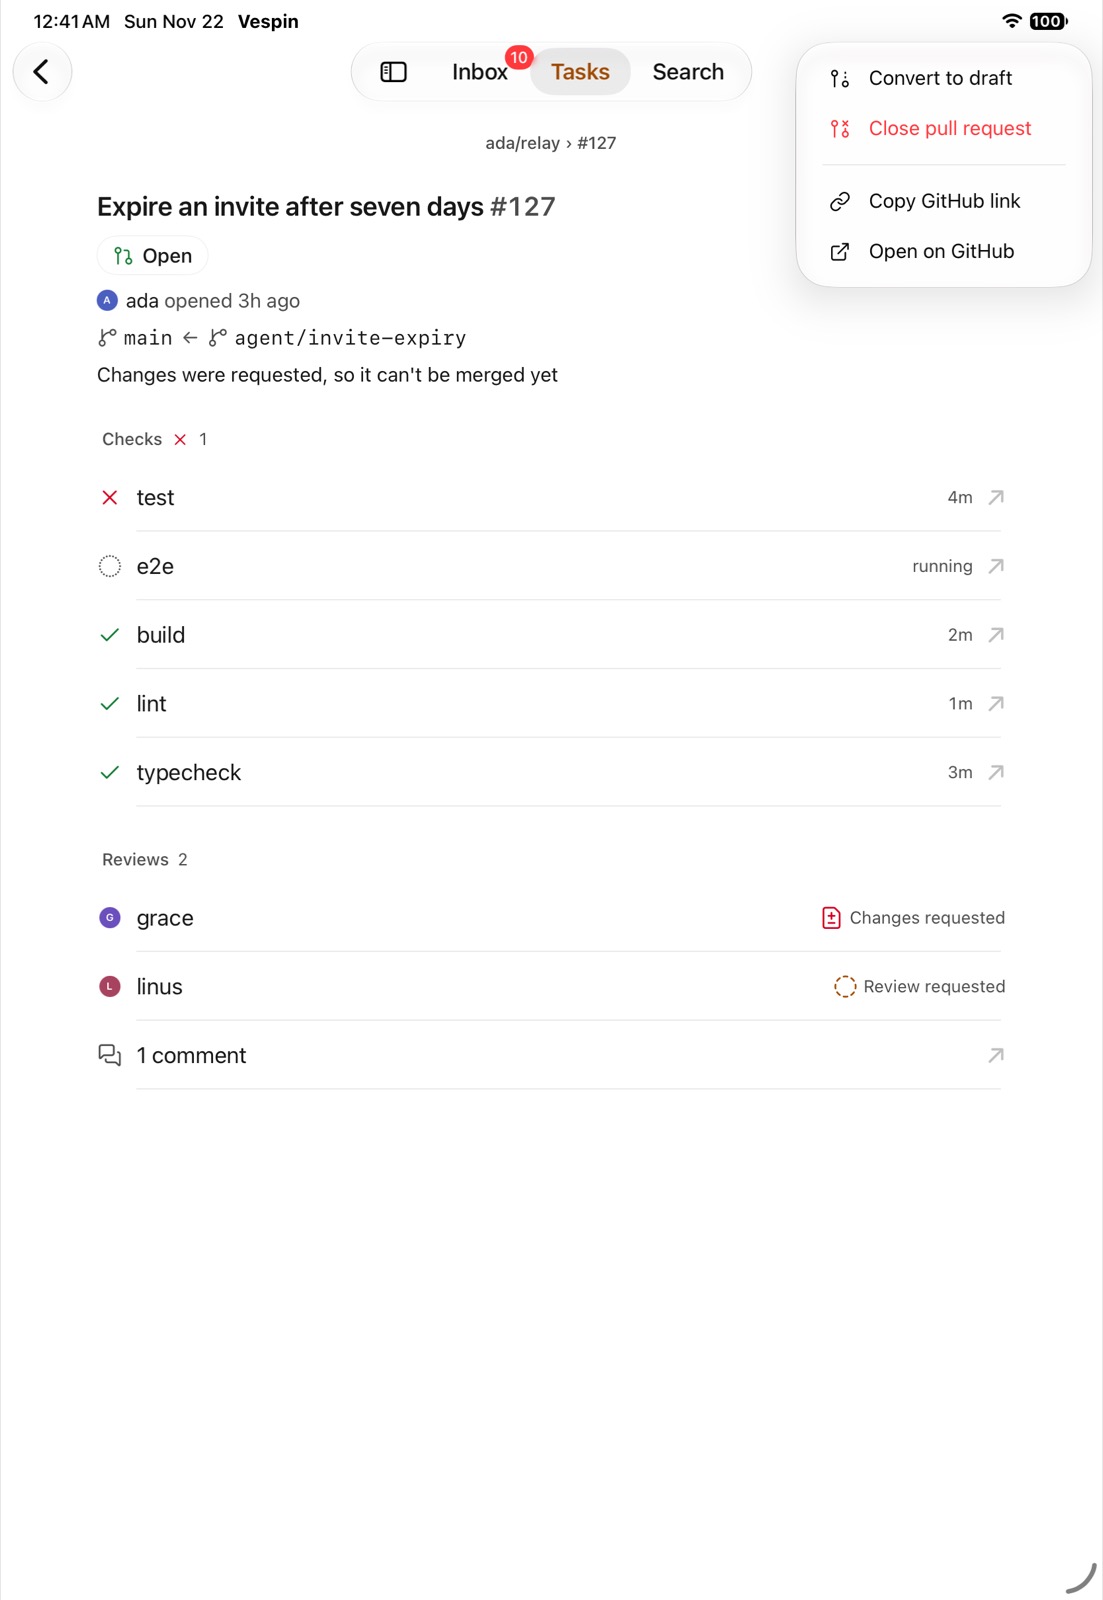 12:41 AM Sun Nov 22 Vespin
100
Inbox 10 Tasks Search
Convert to draft
Close pull request
Copy GitHub link
Open on GitHub
ada/relay › #127
Expire an invite after seven days #127
Open
A ada opened 3h ago
main ← agent/invite-expiry
Changes were requested, so it can't be merged yet
Checks 1
test 4m
e2e running
build 2m
lint 1m
typecheck 3m
Reviews 2
G grace Changes requested
L linus Review requested
1 comment